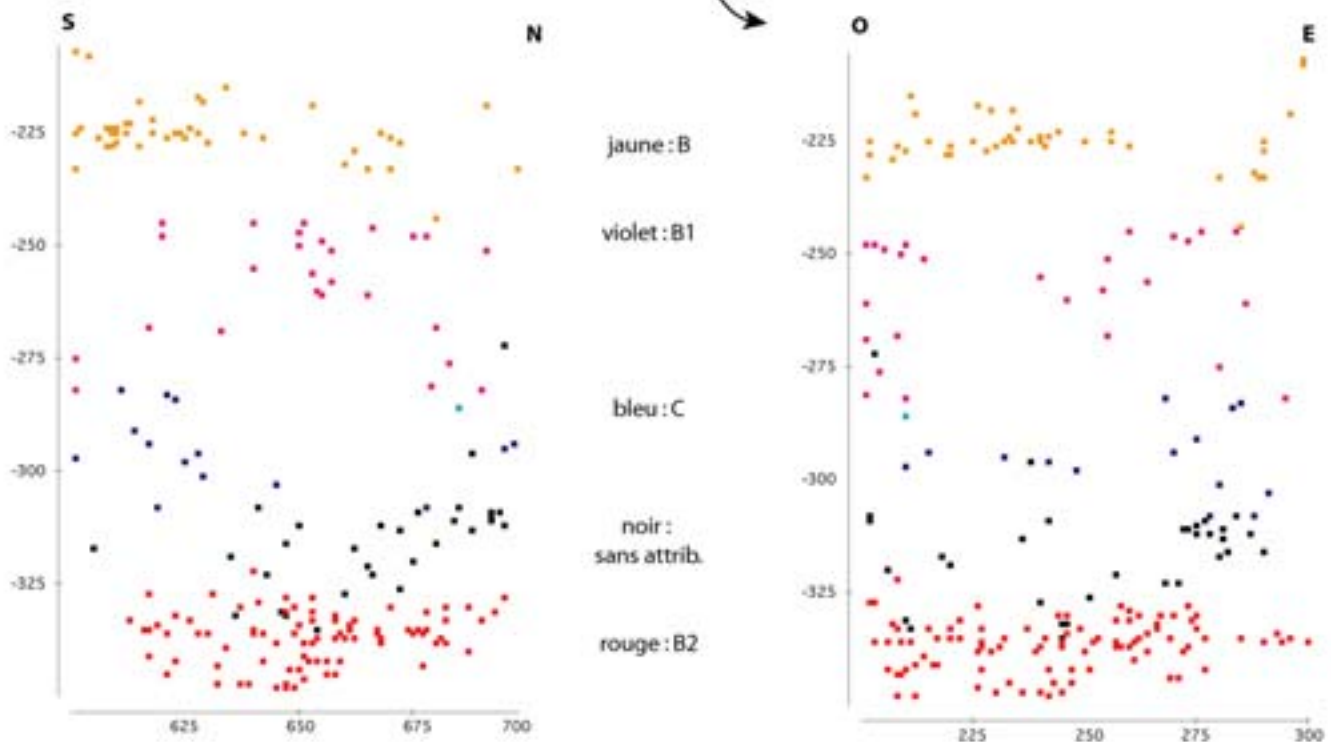 S
N
O
E
-225
-250
-275
-300
-325
625
650
675
700
jaune : B
violet : B1
bleu : C
noir :
sans attrib.
rouge : B2
-225
-250
-275
-300
-325
225
250
275
300